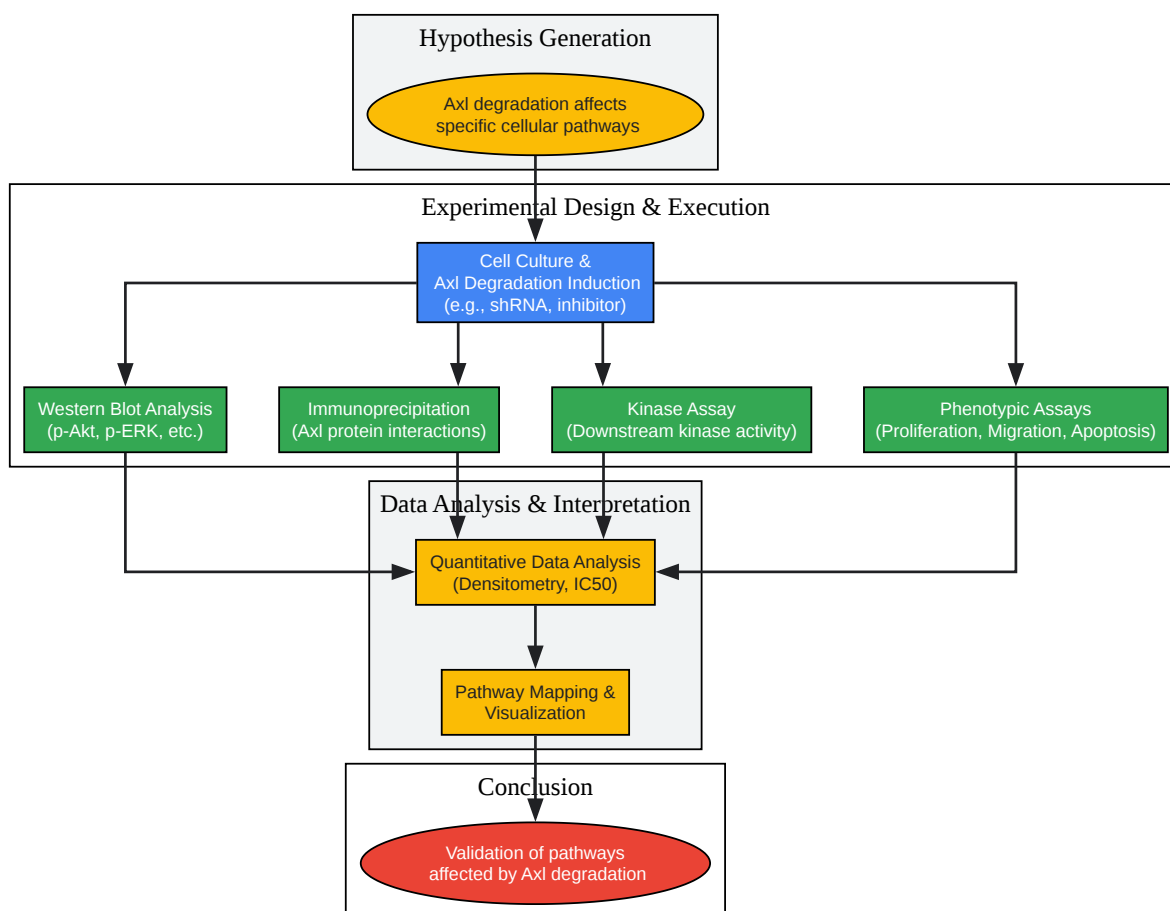 Hypothesis Generation
Axl degradation affects
specific cellular pathways
Experimental Design & Execution
Cell Culture &
Axl Degradation Induction
(e.g., shRNA, inhibitor)
Western Blot Analysis
(p-Akt, p-ERK, etc.)
Immunoprecipitation
(Axl protein interactions)
Kinase Assay
(Downstream kinase activity)
Phenotypic Assays
(Proliferation, Migration, Apoptosis)
Data Analysis & Interpretation
Quantitative Data Analysis
(Densitometry, IC50)
Pathway Mapping &
Visualization
Conclusion
Validation of pathways
affected by Axl degradation